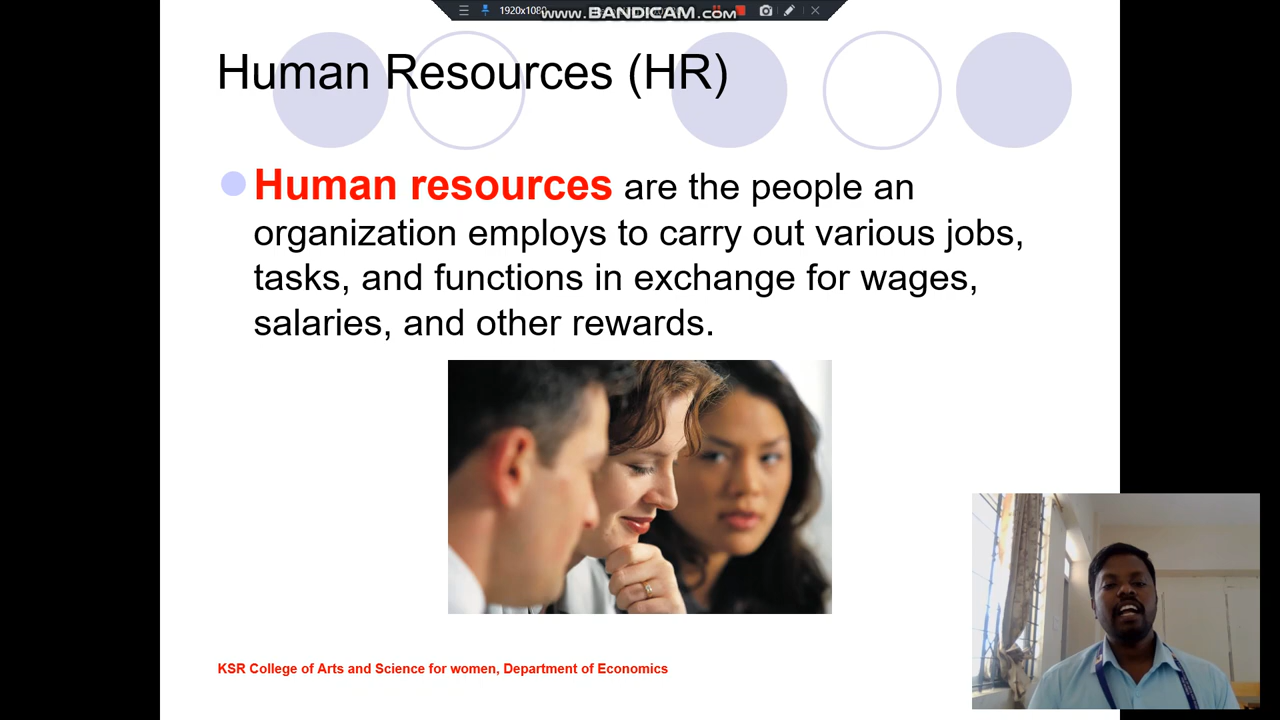 1920x1080
www.BANDICAM.com
Human Resources (HR)
Human resources are the people an
organization employs to carry out various jobs,
tasks, and functions in exchange for wages,
salaries, and other rewards.
KSR College of Arts and Science for women, Department of Economics